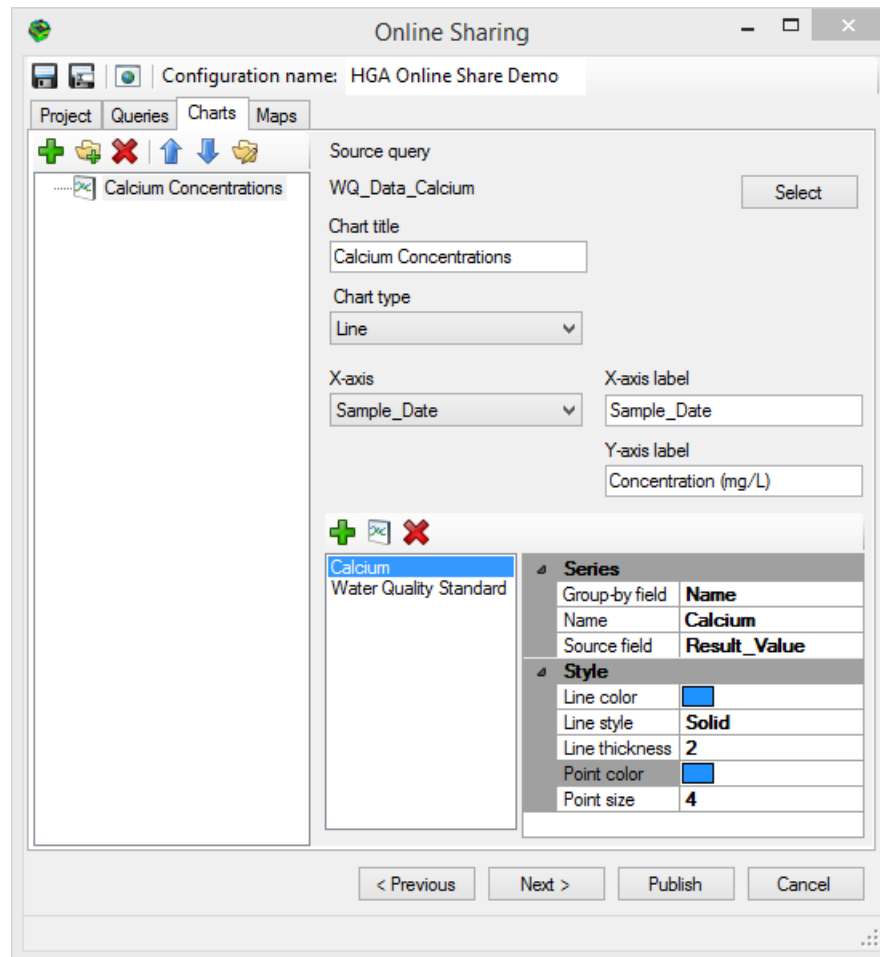 Online Sharing
Configuration name: HGA Online Share Demo
Project Queries Charts Maps
Calcium Concentrations
Source query
WQ_Data_Calcium
Select
Chart title
Calcium Concentrations
Chart type
Line
X-axis
Sample_Date
X-axis label
Sample_Date
Y-axis label
Concentration (mg/L)
Calcium
Water Quality Standard
Series
Group-by field Name
Name Calcium
Source field Result_Value
Style
Line color
Line style Solid
Line thickness 2
Point color
Point size 4
< Previous Next > Publish Cancel